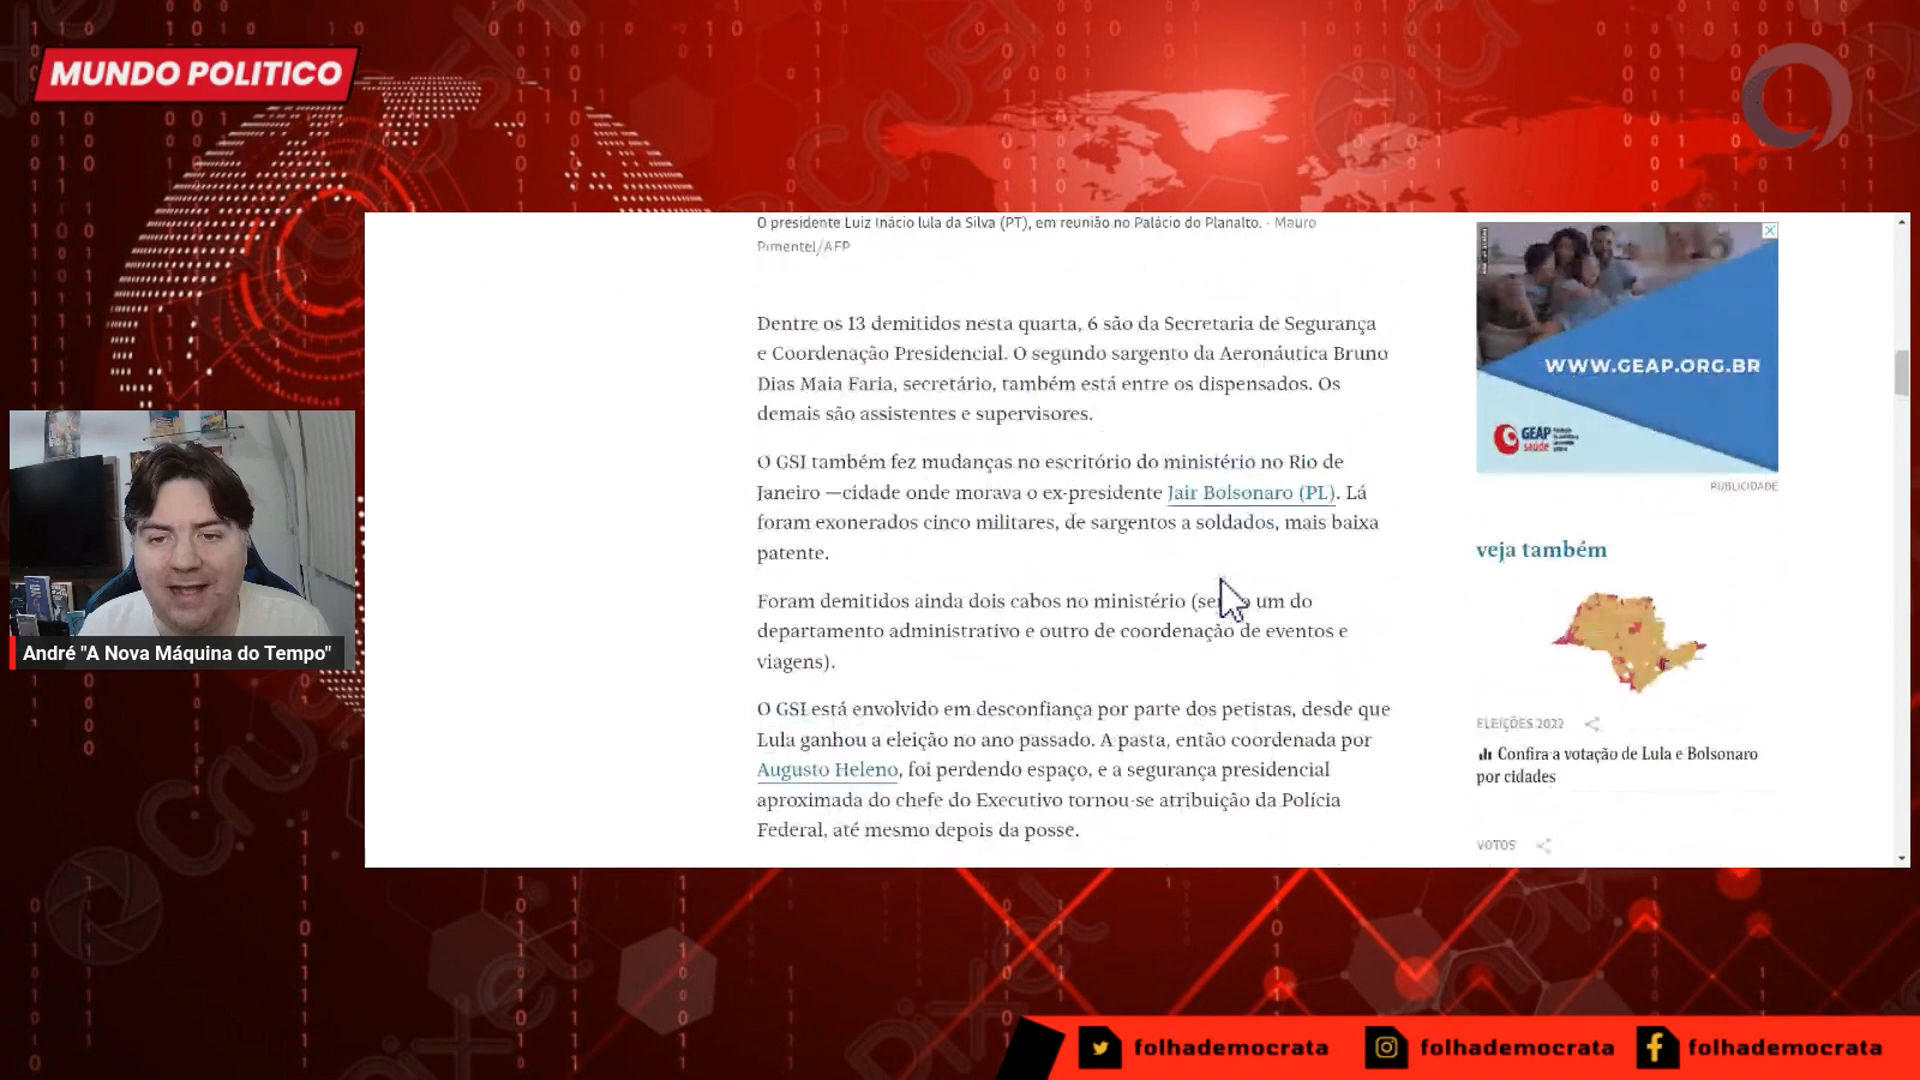 MUNDO POLITICO
O presidente Luiz Inácio lula da Silva (PT), em reunião no Palácio do Planalto. - Mauro
Pimentel/AFP
Dentre os 13 demitidos nesta quarta, 6 são da Secretaria de Segurança
e Coordenação Presidencial. O segundo sargento da Aeronáutica Bruno
Dias Maia Faria, secretário, também está entre os dispensados. Os
demais são assistentes e supervisores.
O GSI também fez mudanças no escritório do ministério no Rio de
Janeiro —cidade onde morava o ex-presidente Jair Bolsonaro (PL). Lá
foram exonerados cinco militares, de sargentos a soldados, mais baixa
patente.
Foram demitidos ainda dois cabos no ministério ( um do
departamento administrativo e outro de coordenação de eventos e
viagens).
O GSI está envolvido em desconfiança por parte dos petistas, desde que
Lula ganhou a eleição no ano passado. A pasta, então coordenada por
Augusto Heleno, foi perdendo espaço, e a segurança presidencial
aproximada do chefe do Executivo tornou-se atribuição da Polícia
Federal, até mesmo depois da posse.
WWW.GEAP.ORG.BR
GEAP
saúde
PUBLICIDADE
veja também
ELEIÇÕES 2022
Confira a votação de Lula e Bolsonaro
por cidades
VOTOS
André "A Nova Máquina do Tempo"
folhademocrata
folhademocrata
folhademocrata